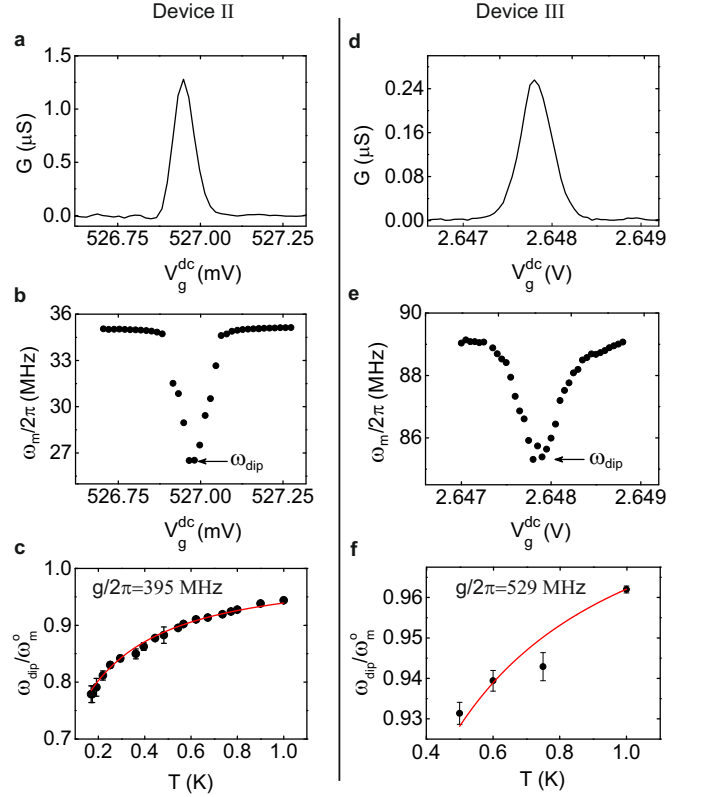 Device II
Device III
a
1.5
1.0
0.5
0.0
G (μS)
526.75
527.00
527.25
V_g^dc (mV)
d
0.24
0.16
0.08
0.00
G (μS)
2.647
2.648
2.649
V_g^dc (V)
b
35
31
27
ω_m/2π (MHz)
ω_dip
526.75
527.00
527.25
V_g^dc (mV)
e
90
88
86
ω_m/2π (MHz)
ω_dip
2.647
2.648
2.649
V_g^dc (V)
c
g/2π=395 MHz
1.0
0.9
0.8
0.7
ω_dip/ω_m^o
0.2
0.4
0.6
0.8
1.0
T (K)
f
g/2π=529 MHz
0.96
0.95
0.94
0.93
ω_dip/ω_m^o
0.4
0.6
0.8
1.0
T (K)